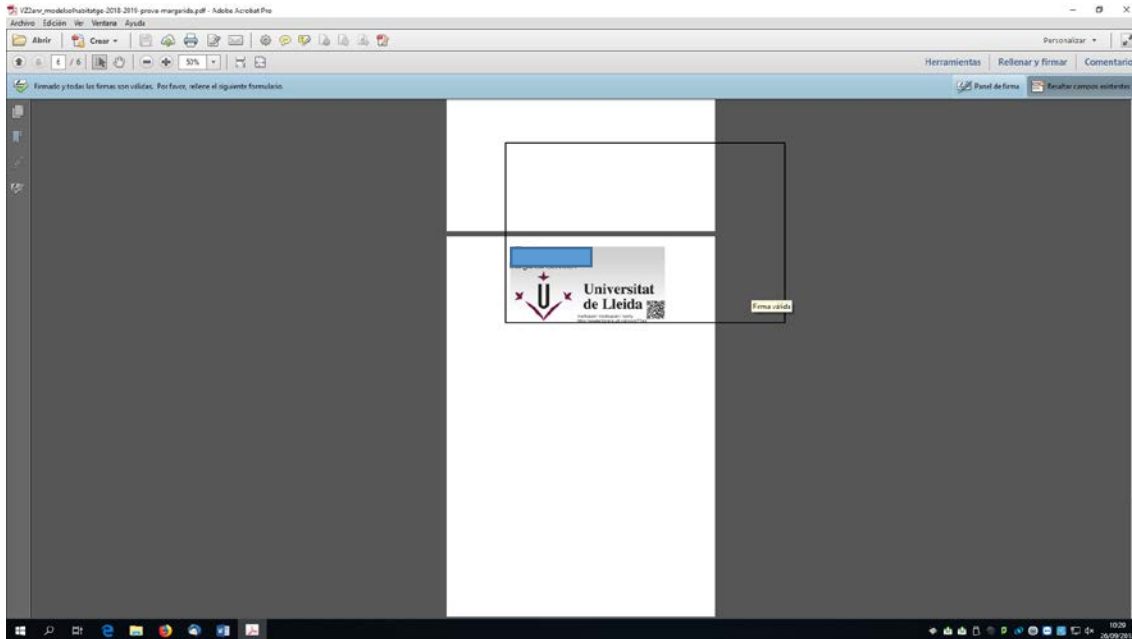 VZ2env_modelsolhabitatge-2018-2019-prova-margarida.pdf - Adobe Acrobat Pro
Archivo Edición Ver Ventana Ayuda
Abrir Crear Personalizar
6 / 6 50% Herramientas Rellenar y firmar Comentario
Firmado y todas las firmas son válidas. Por favor, rellene el siguiente formulario. Panel de firma Resaltar campos existentes
Universitat
de Lleida
Firma válida
10:29